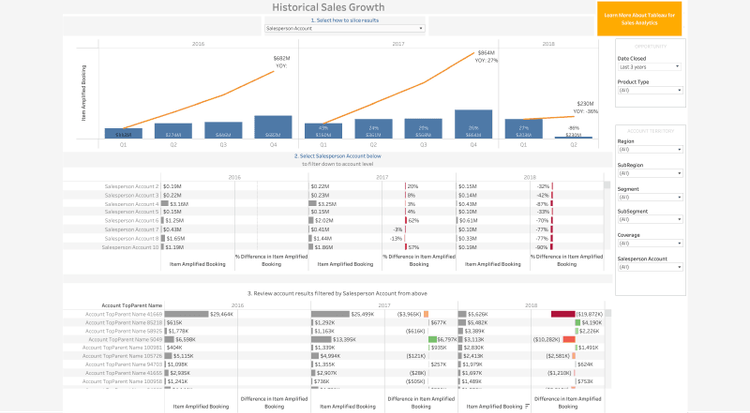 Historical Sales Growth
Learn More About Tableau for
Sales Analytics
1. Select how to slice results
Salesperson Account
OPPORTUNITY
Date Closed
Last 3 years
Product Type
(All)
ACCOUNT TERRITORY
Region
(All)
SubRegion
(All)
Segment
(All)
SubSegment
(All)
Coverage
(All)
Salesperson Account
(All)
2016 2017 2018
Item Amplified Booking
$682M
YOY:
$864M
YOY: 27%
$230M
YOY: -36%
Q1 Q2 Q3 Q4 Q1 Q2 Q3 Q4 Q1 Q2
2. Select Salesperson Account below
to filter down to account level
2016 2017 2018
Salesperson Account 2 $0.19M $0.22M 20% $0.15M -32%
Salesperson Account 3 $0.22M $0.23M 8% $0.14M -42%
Salesperson Account 4 $3.16M $3.25M 3% $0.43M -87%
Salesperson Account 5 $0.15M $0.15M 4% $0.10M -33%
Salesperson Account 6 $1.25M $2.02M 62% $0.61M -70%
Salesperson Account 7 $0.43M $0.41M -3% $0.10M -77%
Salesperson Account 8 $1.65M $1.44M -13% $0.33M -77%
Salesperson Account 10 $1.19M $1.86M 57% $0.19M -90%
Item Amplified Booking % Difference in Item Amplified Booking Item Amplified Booking % Difference in Item Amplified Booking Item Amplified Booking % Difference in Item Amplified Booking
3. Review account results filtered by Salesperson Account from above
Account TopParent Name 2016 2017 2018
Account TopParent Name 41669 $29,464K $25,499K ($3,965K) $5,626K ($19,872K)
Account TopParent Name 85238 $615K $1,292K $677K $5,482K $4,190K
Account TopParent Name 58925 $1,778K $1,163K ($616K) $3,389K $2,226K
Account TopParent Name 5049 $6,598K $13,395K $6,797K $3,113K ($10,282K)
Account TopParent Name 100931 $404K $1,339K $935K $2,830K $1,491K
Account TopParent Name 105729 $5,115K $4,994K ($121K) $2,413K ($2,581K)
Account TopParent Name 94703 $1,098K $1,355K $257K $1,979K $624K
Account TopParent Name 41665 $2,935K $2,907K ($28K) $1,697K ($1,210K)
Account TopParent Name 100958 $1,241K $736K ($505K) $1,489K $753K
Item Amplified Booking Difference in Item Amplified Booking Item Amplified Booking Difference in Item Amplified Booking Item Amplified Booking Difference in Item Amplified Booking